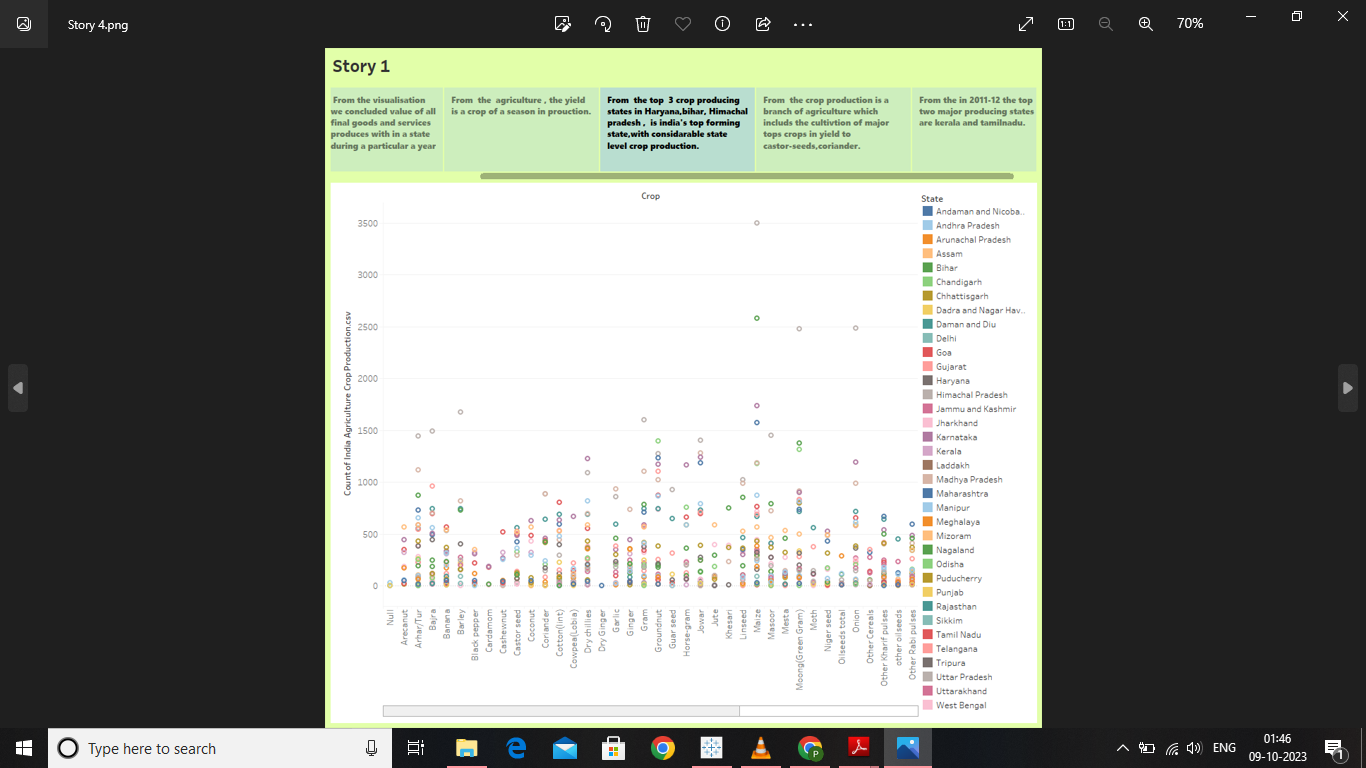 Story 4.png
1:1
70%
Story 1
From the visualisation
we concluded value of all
final goods and services
produces with in a state
during a particular a year
From the agriculture , the yield
is a crop of a season in prouction.
From the top 3 crop producing
states in Haryana,bihar, Himachal
pradesh , is india's top forming
state,with considarable state
level crop production.
From the crop production is a
branch of agriculture which
includs the cultivtion of major
tops crops in yield to
castor-seeds,coriander.
From the in 2011-12 the top
two major producing states
are kerala and tamilnadu.
Crop
Count of India Agriculture Crop Production.csv
3500
3000
2500
2000
1500
1000
500
0
Null
Arecanut
Arhar/Tur
Bajra
Banana
Barley
Black pepper
Cardamom
Cashewnut
Castor seed
Coconut
Coriander
Cotton(lint)
Cowpea(Lobia)
Dry chillies
Dry Ginger
Garlic
Ginger
Gram
Groundnut
Guar seed
Horse-gram
Jowar
Jute
Khesari
Linseed
Maize
Masoor
Mesta
Moong(Green Gram)
Moth
Niger seed
Oilseeds total
Onion
Other Cereals
Other Kharif pulses
other oilseeds
Other Rabi pulses
State
Andaman and Nicoba..
Andhra Pradesh
Arunachal Pradesh
Assam
Bihar
Chandigarh
Chhattisgarh
Dadra and Nagar Hav..
Daman and Diu
Delhi
Goa
Gujarat
Haryana
Himachal Pradesh
Jammu and Kashmir
Jharkhand
Karnataka
Kerala
Laddakh
Madhya Pradesh
Maharashtra
Manipur
Meghalaya
Mizoram
Nagaland
Odisha
Puducherry
Punjab
Rajasthan
Sikkim
Tamil Nadu
Telangana
Tripura
Uttar Pradesh
Uttarakhand
West Bengal
Type here to search
P
ENG
01:46
09-10-2023
1